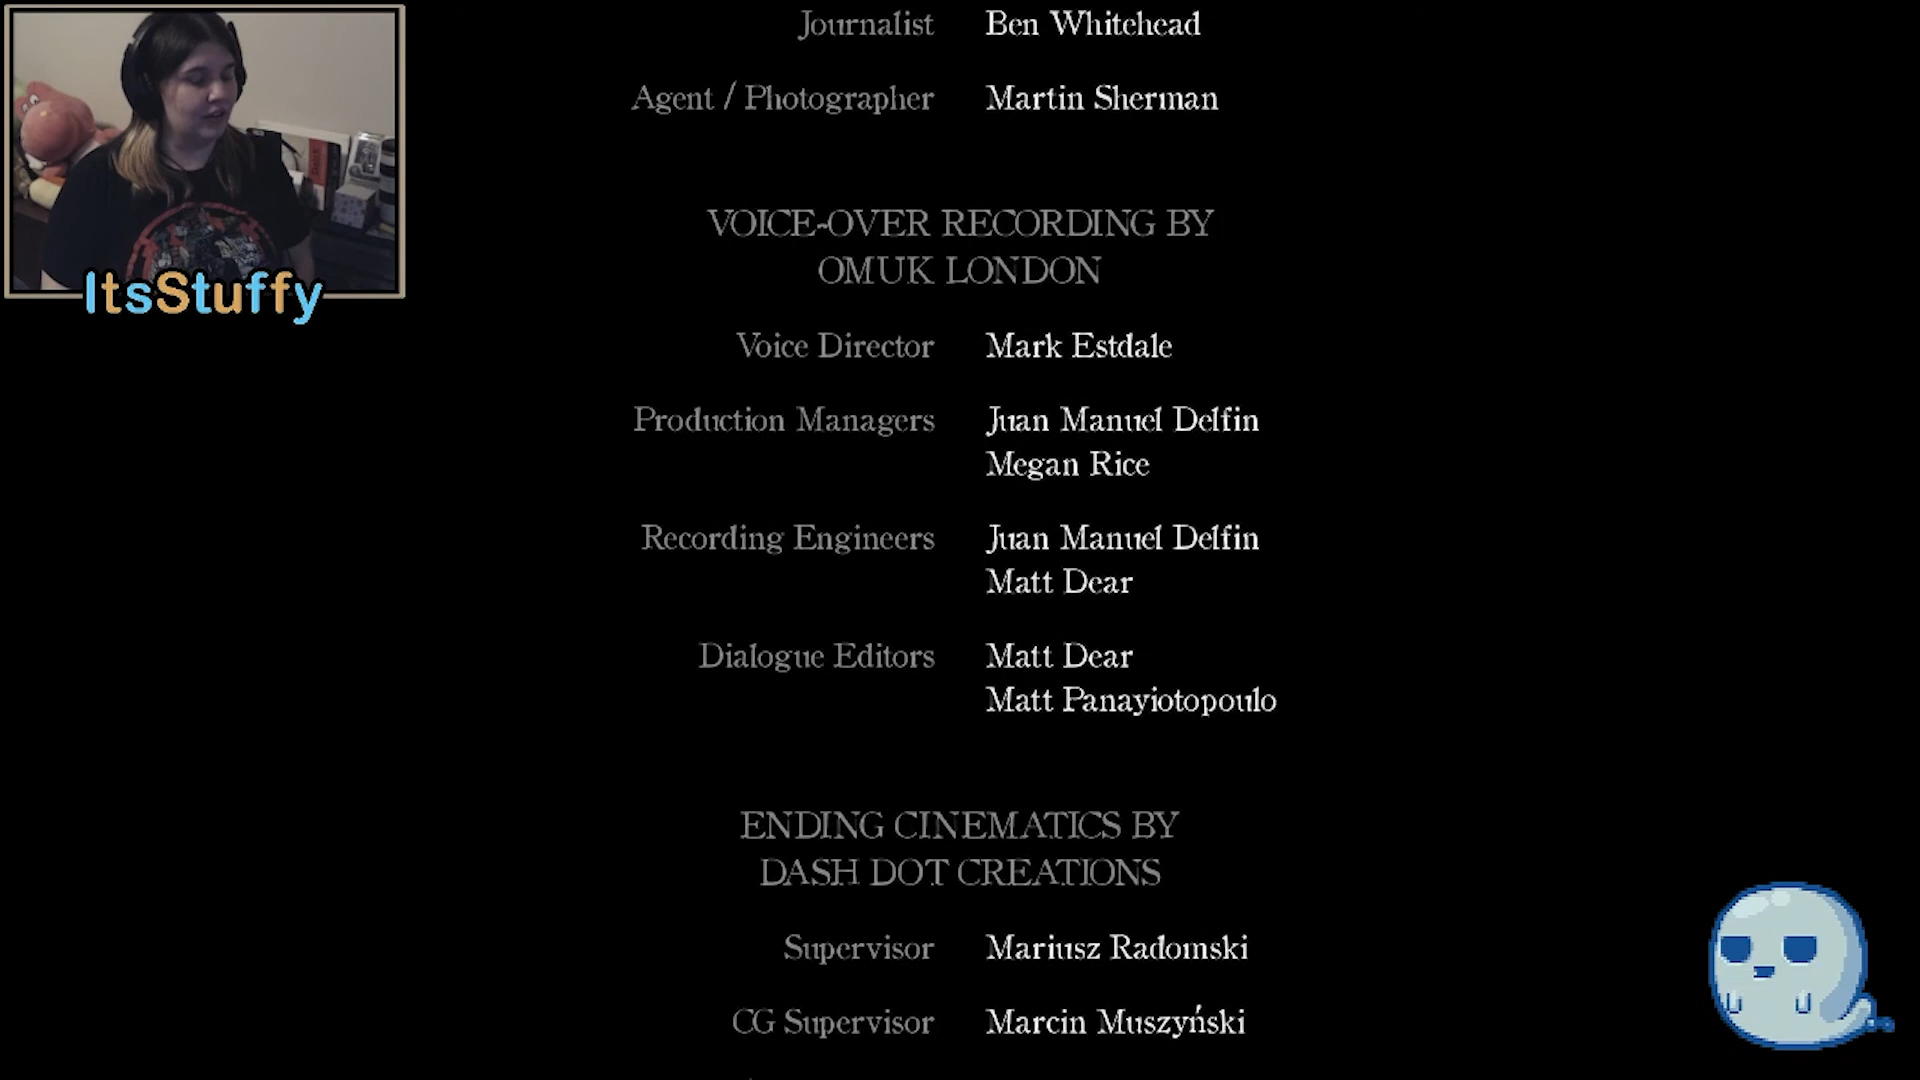 Journalist Ben Whitehead
Agent / Photographer Martin Sherman
VOICE-OVER RECORDING BY
OMUK LONDON
ItsStuffy
Voice Director Mark Estdale
Production Managers Juan Manuel Delfin
Megan Rice
Recording Engineers Juan Manuel Delfin
Matt Dear
Dialogue Editors Matt Dear
Matt Panayiotopoulo
ENDING CINEMATICS BY
DASH DOT CREATIONS
Supervisor Mariusz Radomski
CG Supervisor Marcin Muszyński